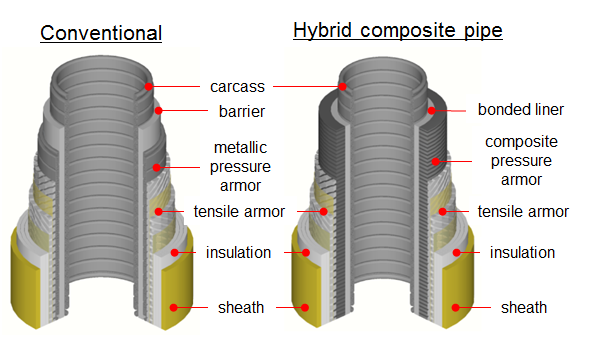 Conventional
Hybrid composite pipe
carcass
barrier
bonded liner
metallic
pressure
armor
composite
pressure
armor
tensile armor
tensile armor
insulation
insulation
sheath
sheath